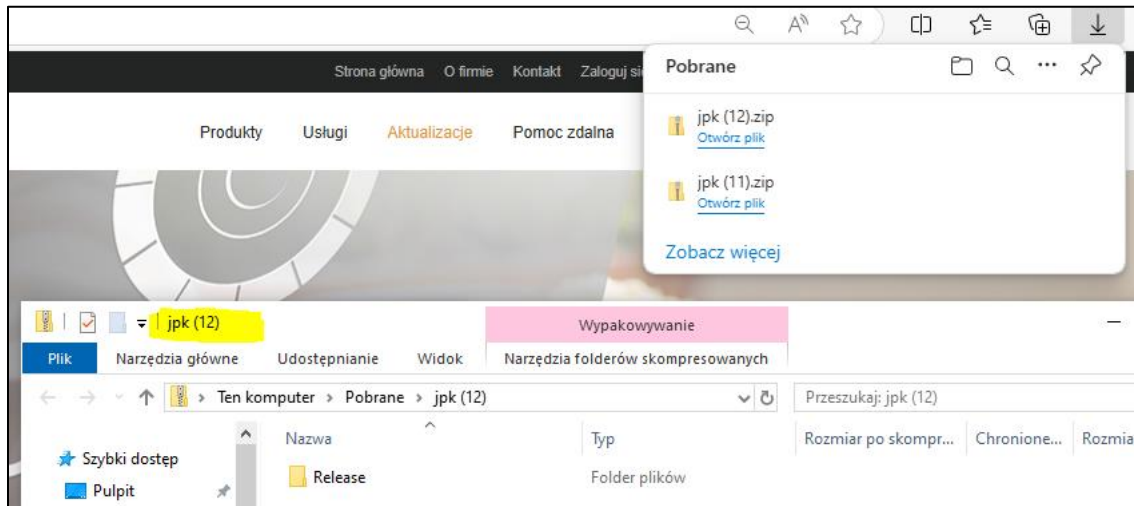 Strona główna O firmie Kontakt Zaloguj si
Pobrane
Produkty Usługi Aktualizacje Pomoc zdalna
jpk (12).zip
Otwórz plik
jpk (11).zip
Otwórz plik
Zobacz więcej
jpk (12)
Wypakowywanie
Plik Narzędzia główne Udostępnianie Widok Narzędzia folderów skompresowanych
Ten komputer > Pobrane > jpk (12)
Przeszukaj: jpk (12)
Nazwa Typ Rozmiar po skompr... Chronione... Rozmia
Szybki dostęp
Release Folder plików
Pulpit